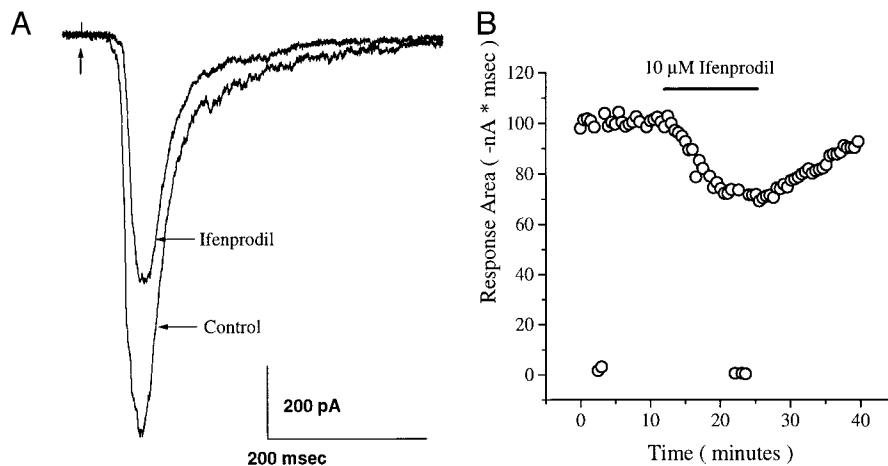 A
Ifenprodil
Control
200 pA
200 msec
B
10 µM Ifenprodil
Response Area ( -nA * msec )
120
100
80
60
40
20
0
0 10 20 30 40
Time ( minutes )